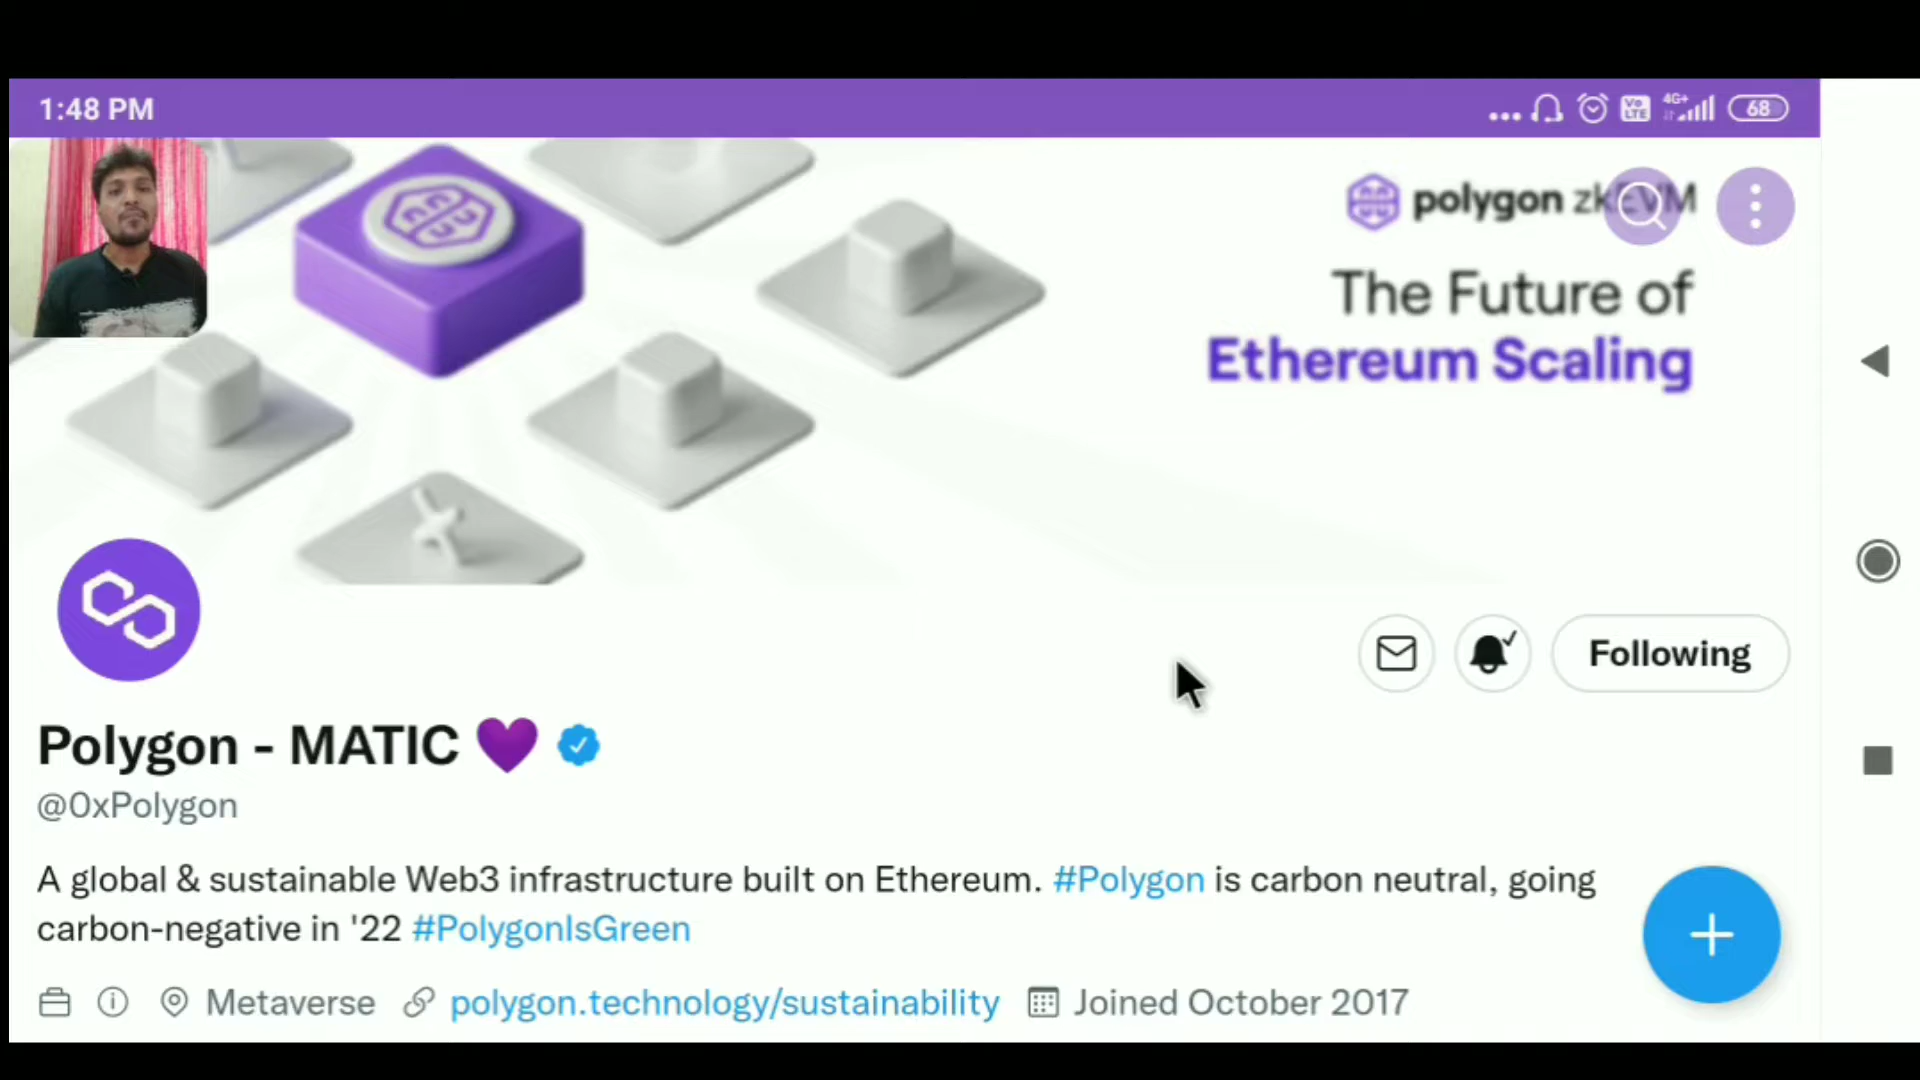 1:48 PM
VoLTE 4G+ 68
polygon zkEVM
The Future of
Ethereum Scaling
Following
Polygon - MATIC 💜
@0xPolygon
A global & sustainable Web3 infrastructure built on Ethereum. #Polygon is carbon neutral, going
carbon-negative in '22 #PolygonIsGreen
Metaverse polygon.technology/sustainability Joined October 2017